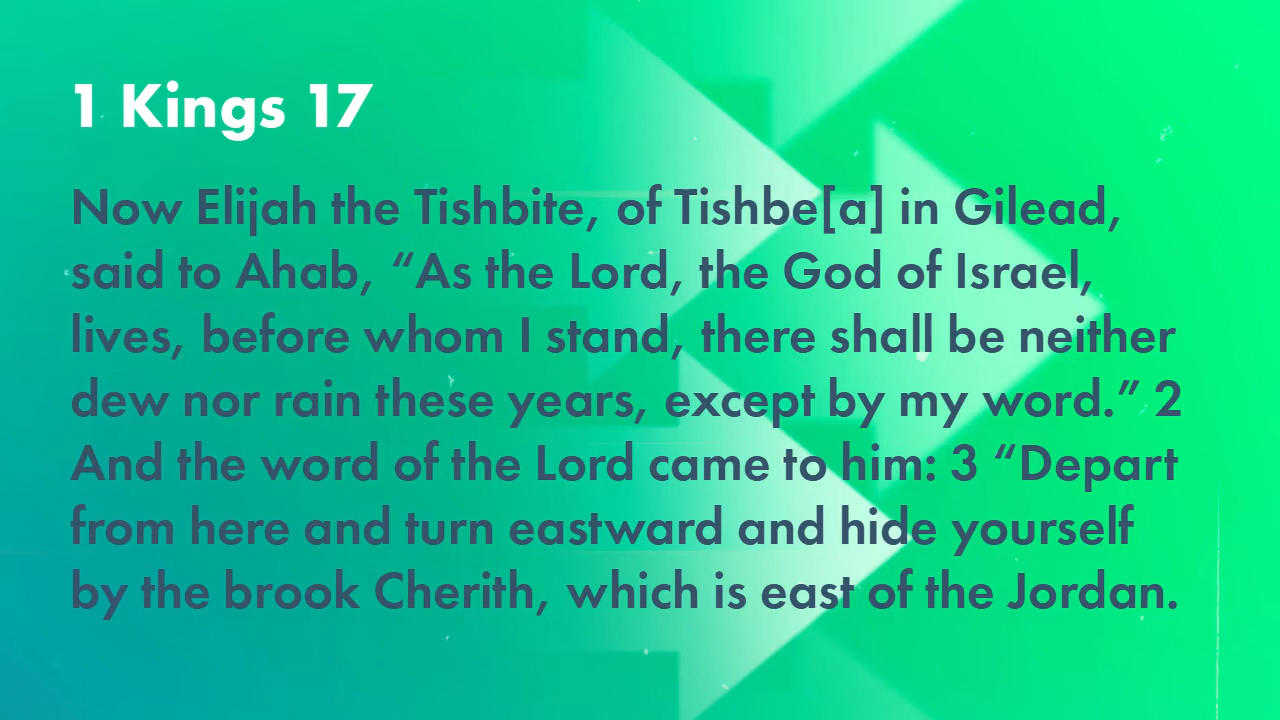 1 Kings 17
Now Elijah the Tishbite, of Tishbe[a] in Gilead,
said to Ahab, “As the Lord, the God of Israel,
lives, before whom I stand, there shall be neither
dew nor rain these years, except by my word.” 2
And the word of the Lord came to him: 3 “Depart
from here and turn eastward and hide yourself
by the brook Cherith, which is east of the Jordan.